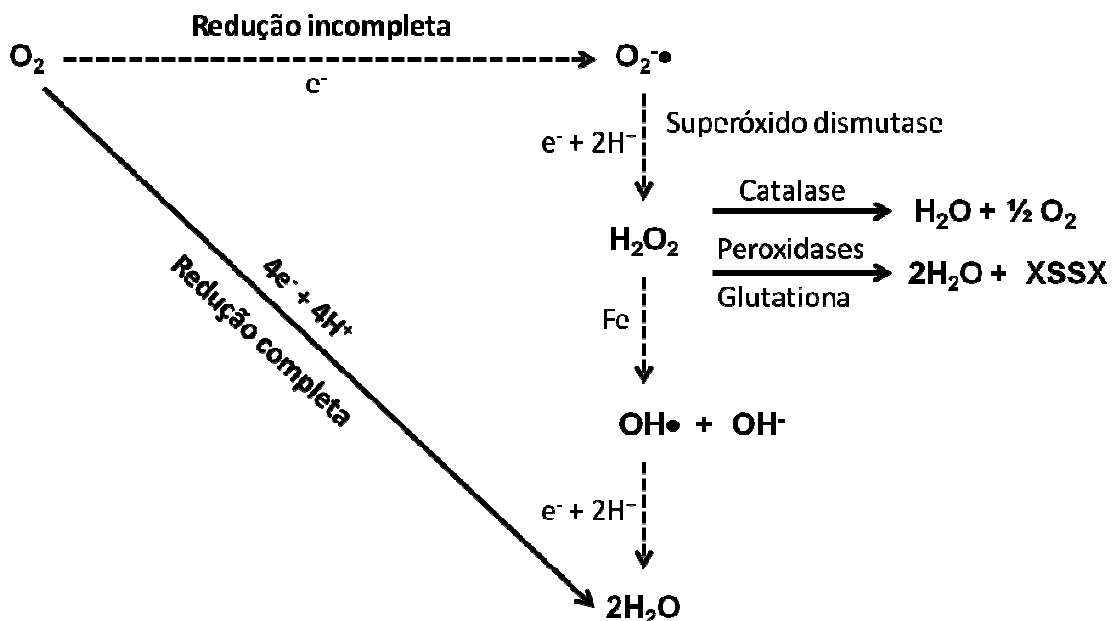 Redução incompleta
O₂
e⁻
O₂⁻•
e⁻ + 2H⁺
Superóxido dismutase
Catalase
H₂O + ½ O₂
H₂O₂
Peroxidases
2H₂O + XSSX
Glutationa
4e⁻ + 4H⁺
Redução completa
Fe
OH• + OH⁻
e⁻ + 2H⁺
2H₂O